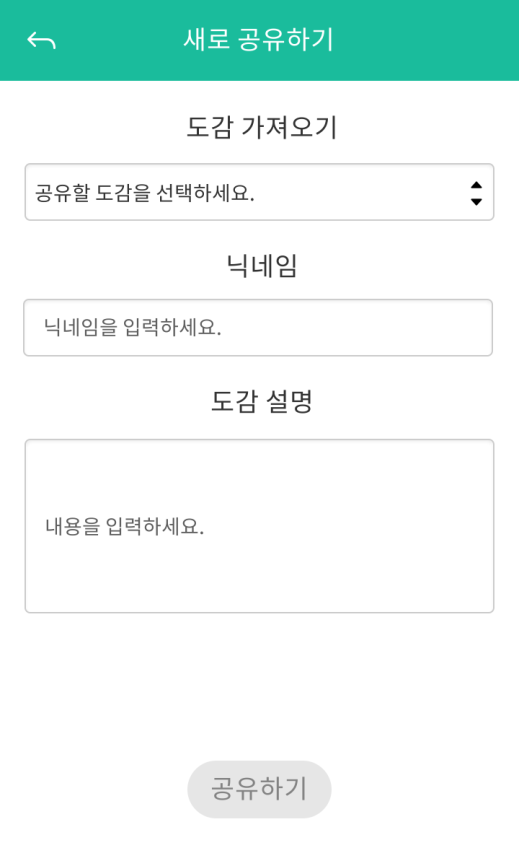 새로 공유하기
도감 가져오기
공유할 도감을 선택하세요.
닉네임
닉네임을 입력하세요.
도감 설명
내용을 입력하세요.
공유하기